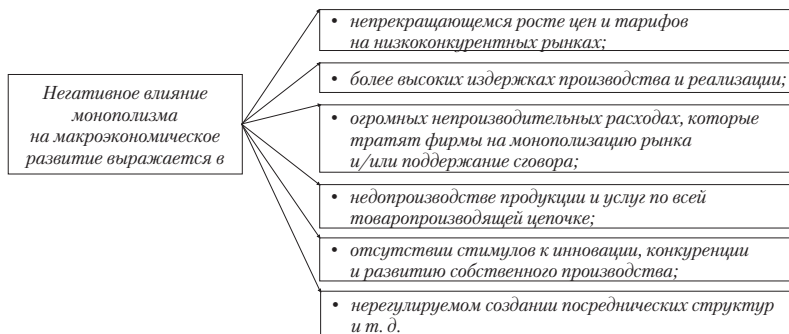 Негативное влияние
монополизма
на макроэкономическое
развитие выражается в
• непрекращающемся росте цен и тарифов
на низкоконкурентных рынках;
• более высоких издержках производства и реализации;
• огромных непроизводительных расходах, которые
тратят фирмы на монополизацию рынка
и/или поддержание сговора;
• недопроизводстве продукции и услуг по всей
товаропроизводящей цепочке;
• отсутствии стимулов к инновации, конкуренции
и развитию собственного производства;
• нерегулируемом создании посреднических структур
и т. д.